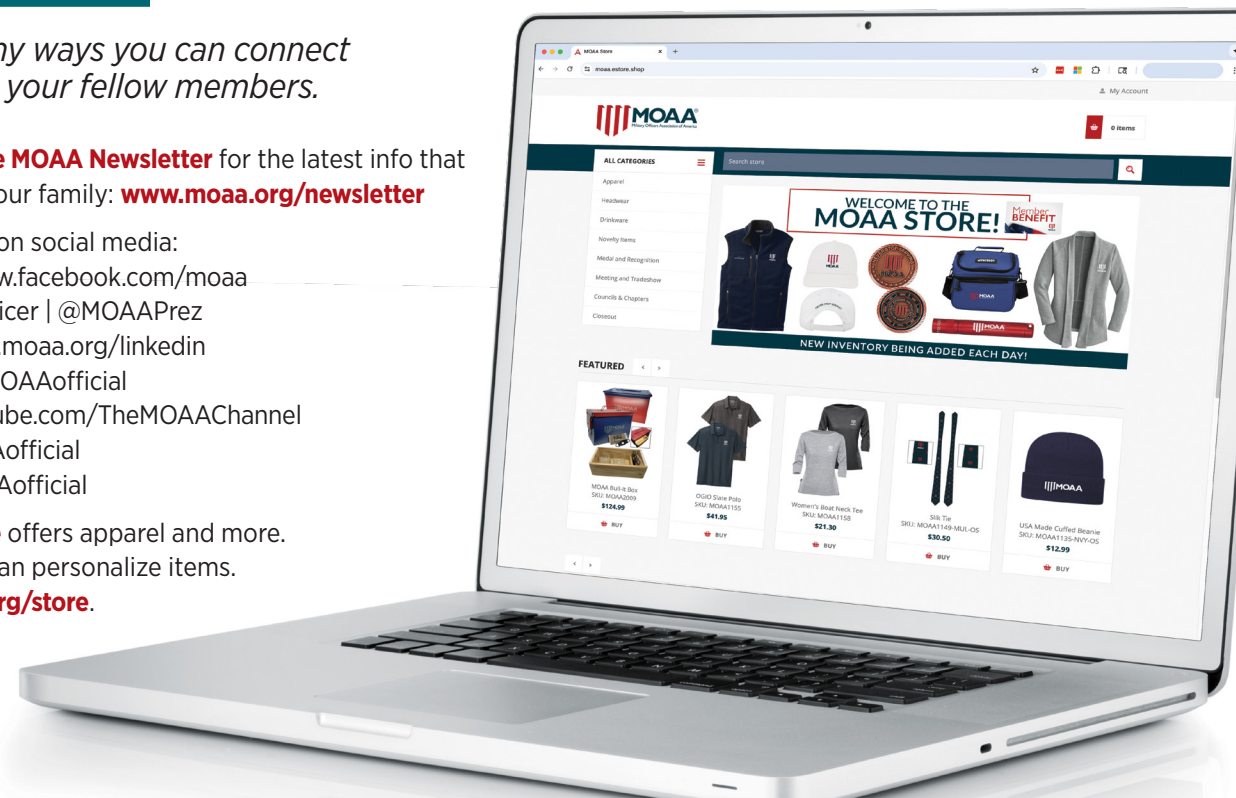 ny ways you can connect
your fellow members.
e MOAA Newsletter for the latest info that
our family: www.moaa.org/newsletter
on social media:
w.facebook.com/moaa
icer | @MOAAPrez
.moaa.org/linkedin
OAAofficial
ube.com/TheMOAAChannel
Aofficial
Aofficial
e offers apparel and more.
an personalize items.
rg/store.
MOAA Store
moaa.estore.shop
My Account
MOAA®
Military Officers Association of America
0 items
ALL CATEGORIES
Search store
Apparel
Headwear
Drinkware
Novelty Items
Medal and Recognition
Meeting and Tradeshow
Councils & Chapters
Closeout
WELCOME TO THE
MOAA STORE!
Member
BENEFIT
MOAA
MOAA
MOAA
NEW INVENTORY BEING ADDED EACH DAY!
FEATURED
MOAA Buil-It Box
SKU: MOAA2009
$124.99
BUY
OGIO Slate Polo
SKU: MOAA1155
$41.95
BUY
Women's Boat Neck Tee
SKU: MOAA1158
$21.30
BUY
Silk Tie
SKU: MOAA1149-MUL-OS
$30.50
BUY
MOAA
USA Made Cuffed Beanie
SKU: MOAA1135-NVY-OS
$12.99
BUY